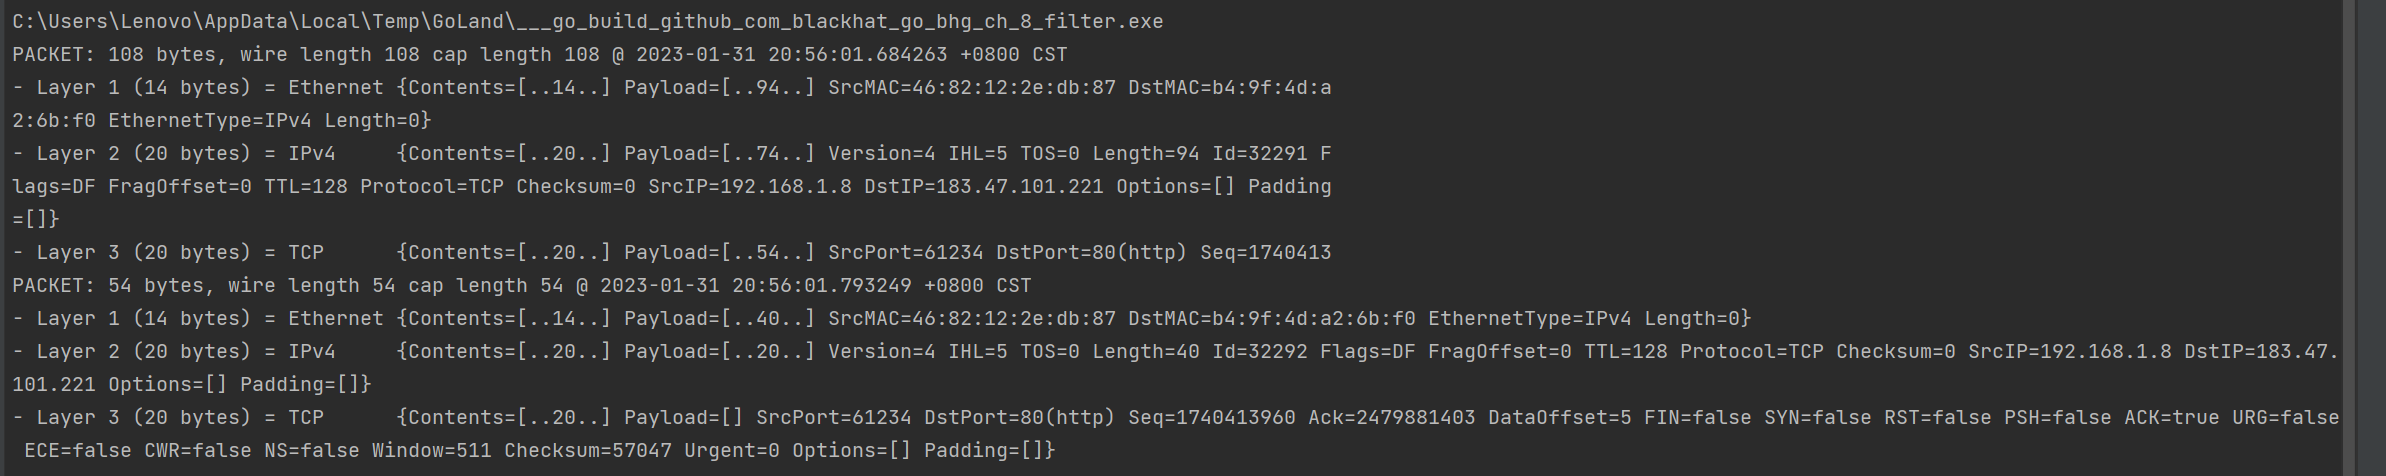 C:\Users\Lenovo\AppData\Local\Temp\GoLand\___go_build_github_com_blackhat_go_bhg_ch_8_filter.exe
PACKET: 108 bytes, wire length 108 cap length 108 @ 2023-01-31 20:56:01.684263 +0800 CST
- Layer 1 (14 bytes) = Ethernet {Contents=[..14..] Payload=[..94..] SrcMAC=46:82:12:2e:db:87 DstMAC=b4:9f:4d:a
2:6b:f0 EthernetType=IPv4 Length=0}
- Layer 2 (20 bytes) = IPv4     {Contents=[..20..] Payload=[..74..] Version=4 IHL=5 TOS=0 Length=94 Id=32291 F
lags=DF FragOffset=0 TTL=128 Protocol=TCP Checksum=0 SrcIP=192.168.1.8 DstIP=183.47.101.221 Options=[] Padding
=[]}
- Layer 3 (20 bytes) = TCP      {Contents=[..20..] Payload=[..54..] SrcPort=61234 DstPort=80(http) Seq=1740413
PACKET: 54 bytes, wire length 54 cap length 54 @ 2023-01-31 20:56:01.793249 +0800 CST
- Layer 1 (14 bytes) = Ethernet {Contents=[..14..] Payload=[..40..] SrcMAC=46:82:12:2e:db:87 DstMAC=b4:9f:4d:a2:6b:f0 EthernetType=IPv4 Length=0}
- Layer 2 (20 bytes) = IPv4     {Contents=[..20..] Payload=[..20..] Version=4 IHL=5 TOS=0 Length=40 Id=32292 Flags=DF FragOffset=0 TTL=128 Protocol=TCP Checksum=0 SrcIP=192.168.1.8 DstIP=183.47.
101.221 Options=[] Padding=[]}
- Layer 3 (20 bytes) = TCP      {Contents=[..20..] Payload=[] SrcPort=61234 DstPort=80(http) Seq=1740413960 Ack=2479881403 DataOffset=5 FIN=false SYN=false RST=false PSH=false ACK=true URG=false
 ECE=false CWR=false NS=false Window=511 Checksum=57047 Urgent=0 Options=[] Padding=[]}